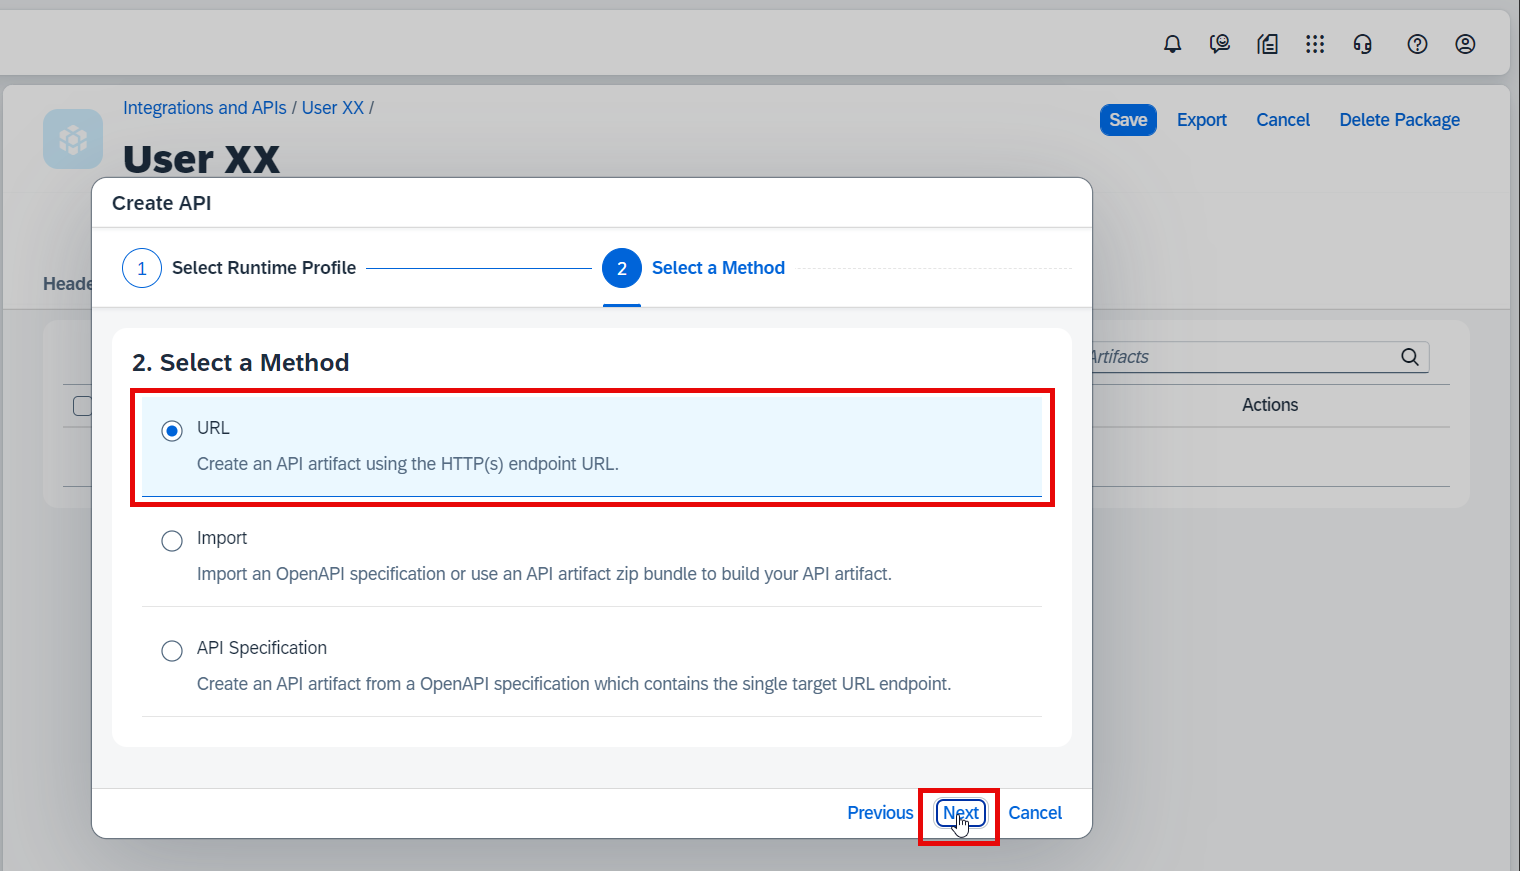 Integrations and APIs / User XX /
User XX
Save
Export
Cancel
Delete Package
Create API
1 Select Runtime Profile
2 Select a Method
Artifacts
Actions
2. Select a Method
URL
Create an API artifact using the HTTP(s) endpoint URL.
Import
Import an OpenAPI specification or use an API artifact zip bundle to build your API artifact.
API Specification
Create an API artifact from a OpenAPI specification which contains the single target URL endpoint.
Previous
Next
Cancel